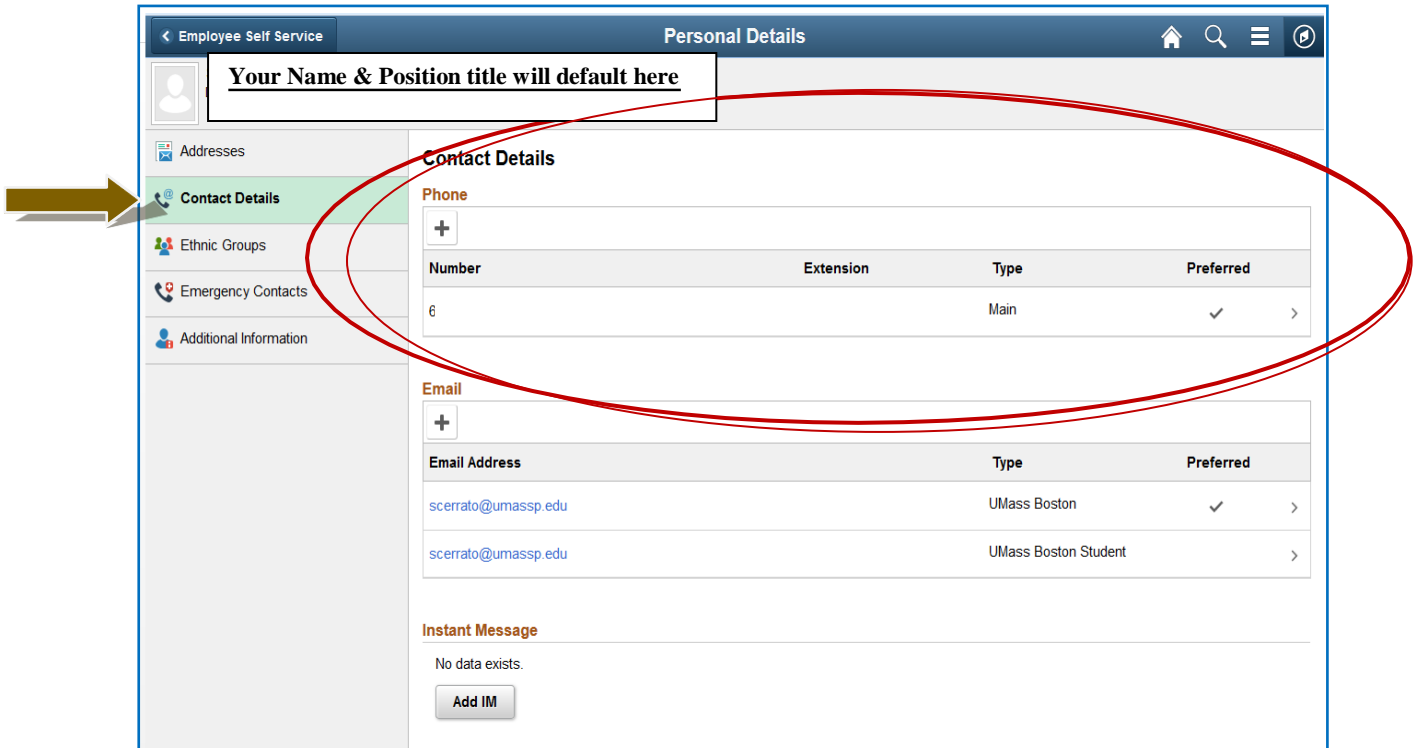 Employee Self Service Personal Details
Your Name & Position title will default here
Addresses
Contact Details
Ethnic Groups
Emergency Contacts
Additional Information
Contact Details
Phone
Number Extension Type Preferred
6 Main
Email
Email Address Type Preferred
scerrato@umassp.edu UMass Boston
scerrato@umassp.edu UMass Boston Student
Instant Message
No data exists.
Add IM